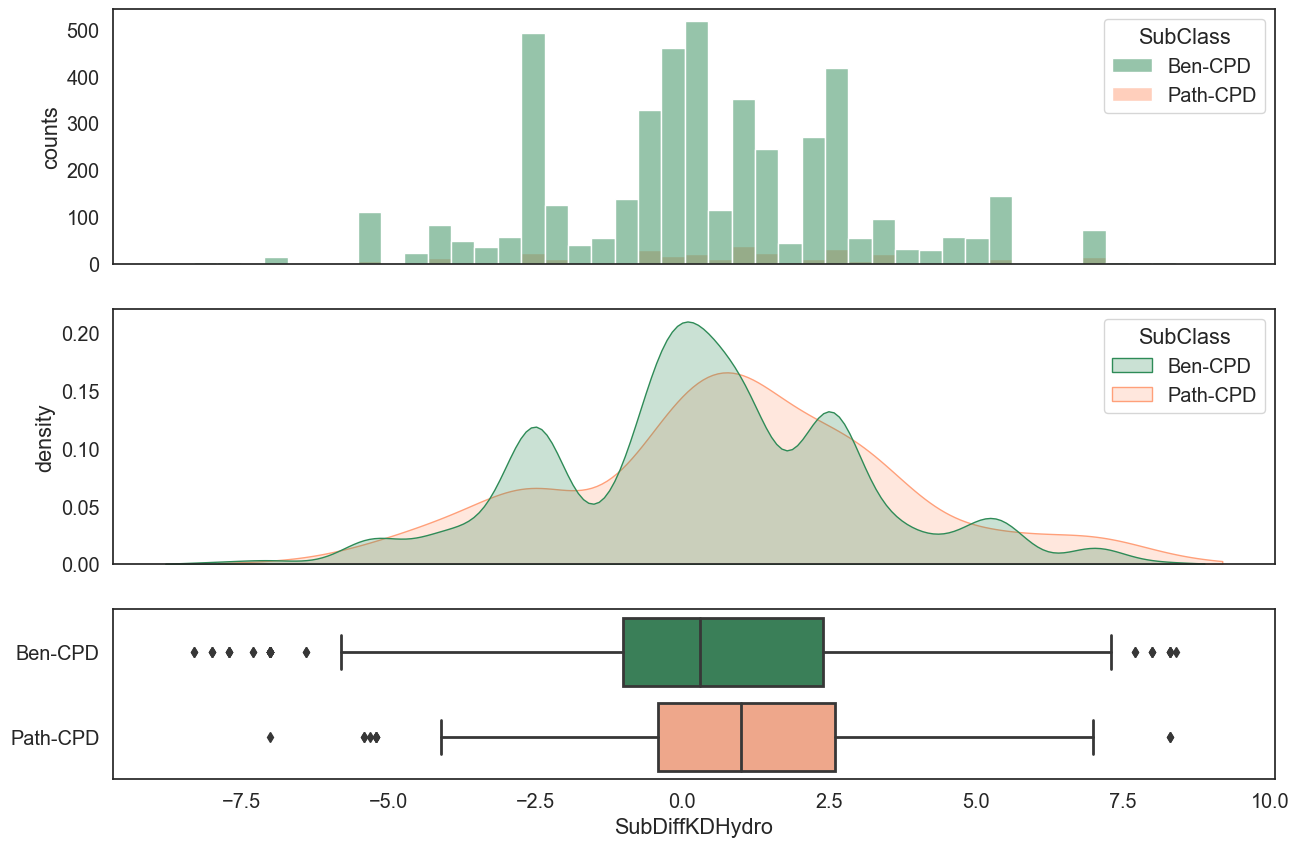 500
400
300
200
100
0
counts
SubClass
Ben-CPD
Path-CPD
0.20
0.15
0.10
0.05
0.00
density
SubClass
Ben-CPD
Path-CPD
Ben-CPD
Path-CPD
−7.5 −5.0 −2.5 0.0 2.5 5.0 7.5 10.0
SubDiffKDHydro